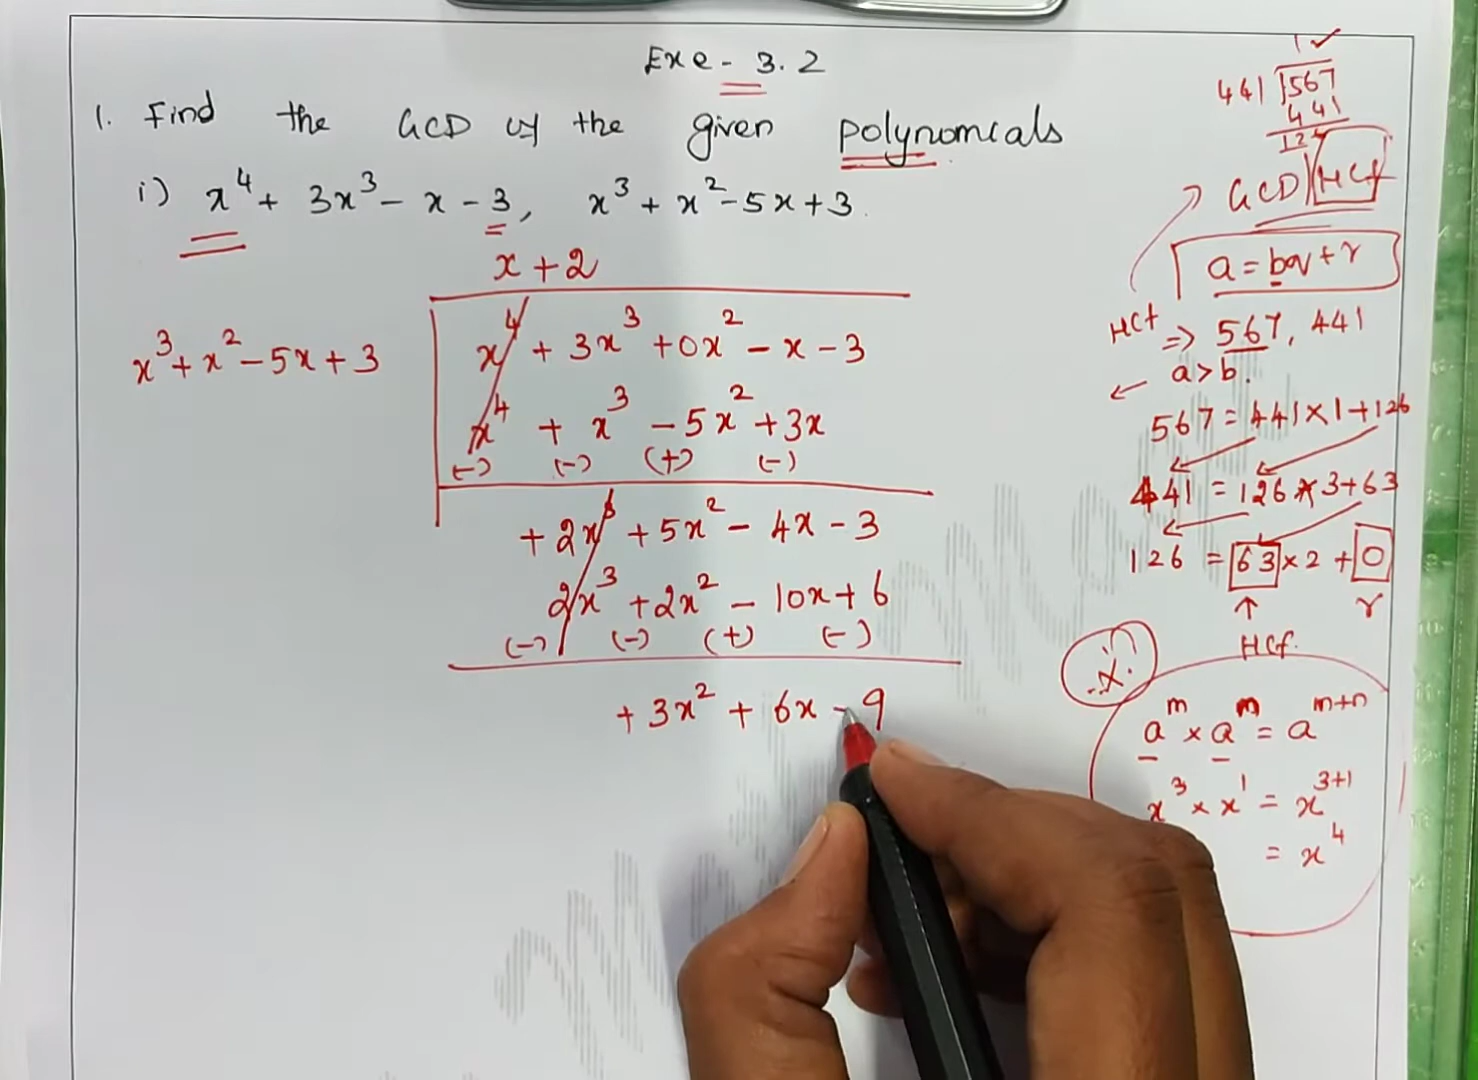 Exe - 3.2
1. Find the GCD of the given polynomials
i) x⁴ + 3x³ - x - 3, x³ + x² - 5x + 3.
x + 2
x³ + x² - 5x + 3
x⁴ + 3x³ + 0x² - x - 3
x⁴ + x³ - 5x² + 3x
(-) (-) (+) (-)
+ 2x³ + 5x² - 4x - 3
2x³ + 2x² - 10x + 6
(-) (-) (+) (-)
+ 3x² + 6x - 9
1
441 567
441
GCD | HCf
a = bq + r
HCf => 567, 441
a > b.
567 = 441 × 1 + 126
441 = 126 × 3 + 63
126 = 63 × 2 + 0
r
HCf.
aᵐ × aᵐ = aᵐ⁺ⁿ
x³ × x¹ = x³⁺¹
= x⁴